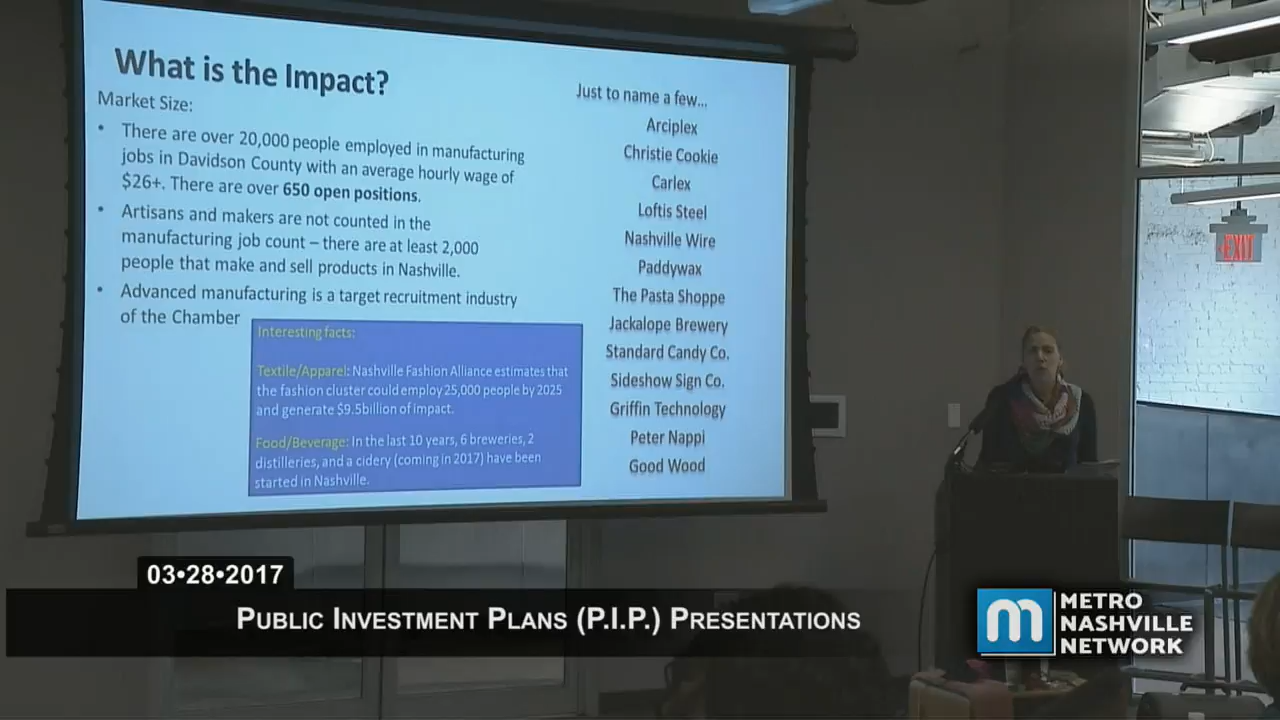 What is the Impact?
Market Size:
• There are over 20,000 people employed in manufacturing
jobs in Davidson County with an average hourly wage of
$26+. There are over 650 open positions.
• Artisans and makers are not counted in the
manufacturing job count – there are at least 2,000
people that make and sell products in Nashville.
• Advanced manufacturing is a target recruitment industry
of the Chamber
Interesting facts:
Textile/Apparel: Nashville Fashion Alliance estimates that
the fashion cluster could employ 25,000 people by 2025
and generate $9.5billion of impact.
Food/Beverage: In the last 10 years, 6 breweries, 2
distilleries, and a cidery (coming in 2017) have been
started in Nashville.
Just to name a few...
Arciplex
Christie Cookie
Carlex
Loftis Steel
Nashville Wire
Paddywax
The Pasta Shoppe
Jackalope Brewery
Standard Candy Co.
Sideshow Sign Co.
Griffin Technology
Peter Nappi
Good Wood
EXIT
03•28•2017
PUBLIC INVESTMENT PLANS (P.I.P.) PRESENTATIONS
m
METRO
NASHVILLE
NETWORK